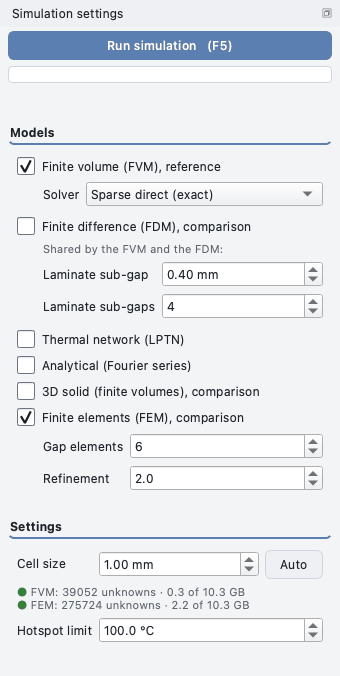 Simulation settings
Run simulation (F5)
Models
Finite volume (FVM), reference
Solver Sparse direct (exact)
Finite difference (FDM), comparison
Shared by the FVM and the FDM:
Laminate sub-gap 0.40 mm
Laminate sub-gaps 4
Thermal network (LPTN)
Analytical (Fourier series)
3D solid (finite volumes), comparison
Finite elements (FEM), comparison
Gap elements 6
Refinement 2.0
Settings
Cell size 1.00 mm Auto
FVM: 39052 unknowns · 0.3 of 10.3 GB
FEM: 275724 unknowns · 2.2 of 10.3 GB
Hotspot limit 100.0 °C